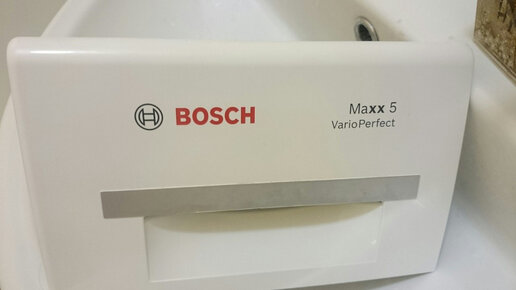 BOSCH
Maxx 5
VarioPerfect